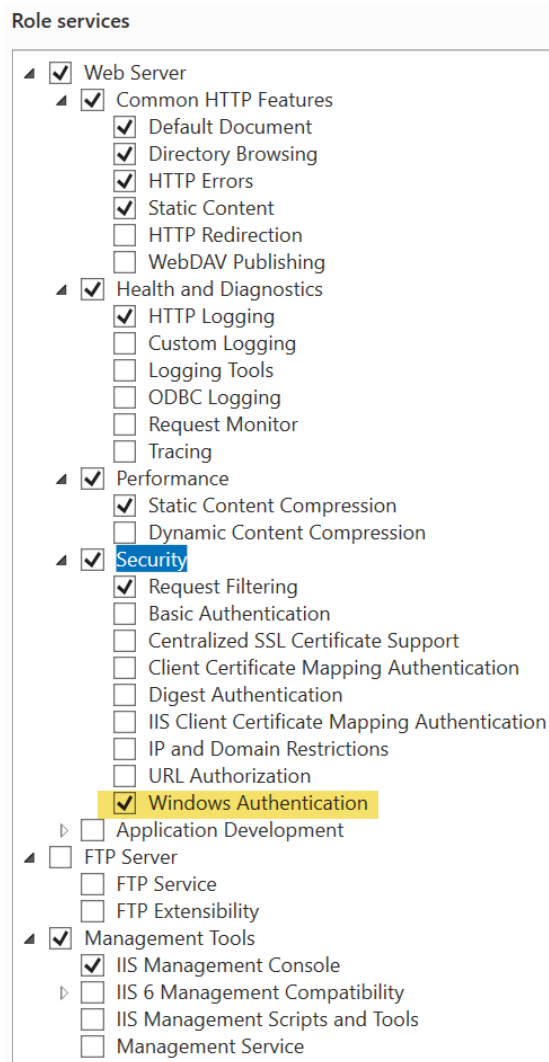 Role services
Web Server
Common HTTP Features
Default Document
Directory Browsing
HTTP Errors
Static Content
HTTP Redirection
WebDAV Publishing
Health and Diagnostics
HTTP Logging
Custom Logging
Logging Tools
ODBC Logging
Request Monitor
Tracing
Performance
Static Content Compression
Dynamic Content Compression
Security
Request Filtering
Basic Authentication
Centralized SSL Certificate Support
Client Certificate Mapping Authentication
Digest Authentication
IIS Client Certificate Mapping Authentication
IP and Domain Restrictions
URL Authorization
Windows Authentication
Application Development
FTP Server
FTP Service
FTP Extensibility
Management Tools
IIS Management Console
IIS 6 Management Compatibility
IIS Management Scripts and Tools
Management Service